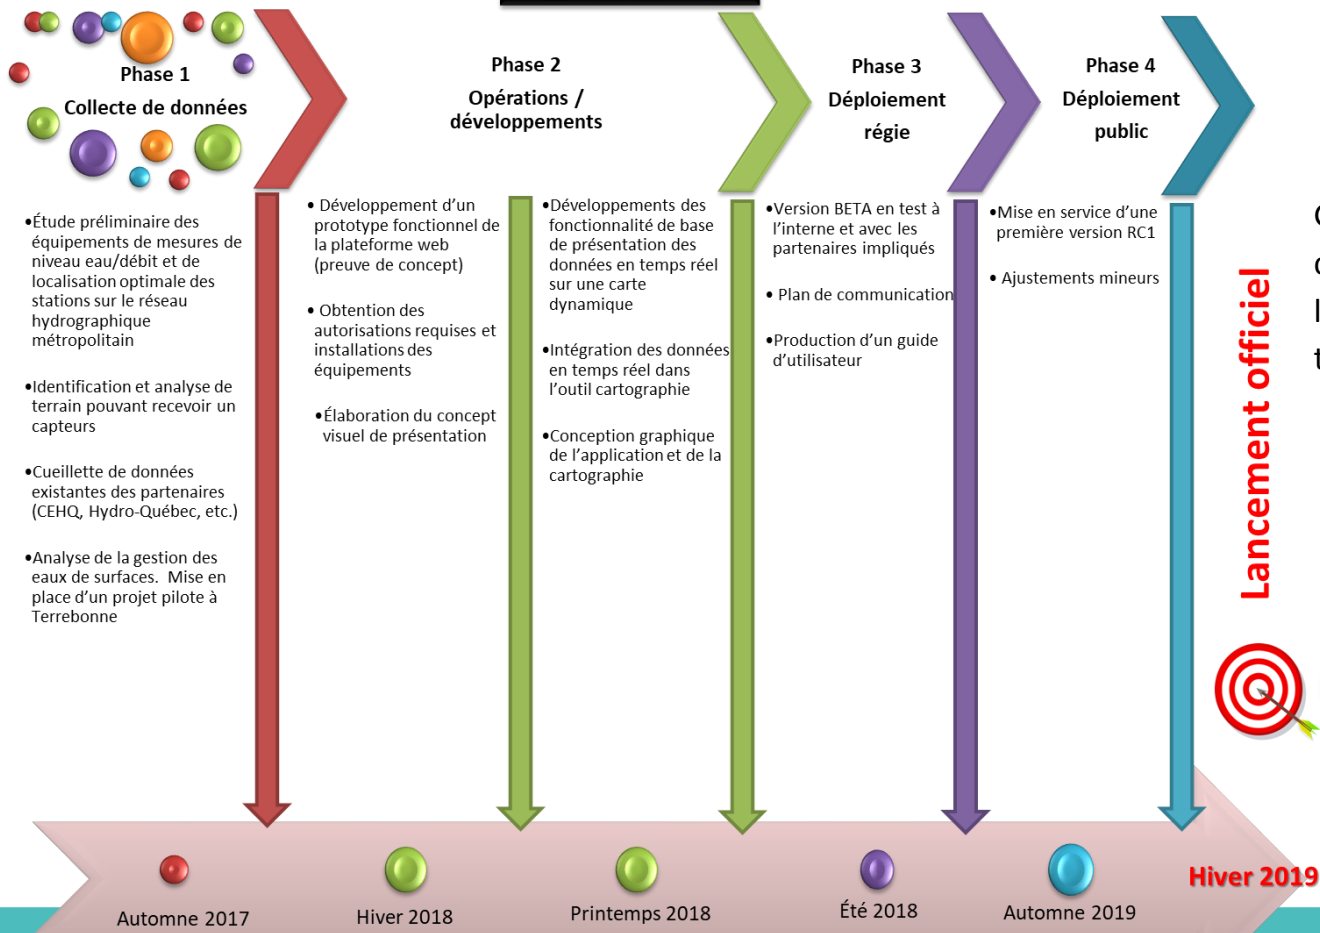 Phase 1
Collecte de données
Phase 2
Opérations /
développements
Phase 3
Déploiement
régie
Phase 4
Déploiement
public
•Étude préliminaire des
équipements de mesures de
niveau eau/débit et de
localisation optimale des
stations sur le réseau
hydrographique
métropolitain
•Identification et analyse de
terrain pouvant recevoir un
capteurs
•Cueillette de données
existantes des partenaires
(CEHQ, Hydro-Québec, etc.)
•Analyse de la gestion des
eaux de surfaces. Mise en
place d'un projet pilote à
Terrebonne
• Développement d'un
prototype fonctionnel de
la plateforme web
(preuve de concept)
• Obtention des
autorisations requises et
installations des
équipements
•Élaboration du concept
visuel de présentation
•Développements des
fonctionnalité de base
de présentation des
données en temps réel
sur une carte
dynamique
•Intégration des données
en temps réel dans
l'outil cartographie
•Conception graphique
de l'application et de la
cartographie
•Version BETA en test à
l'interne et avec les
partenaires impliqués
• Plan de communication
•Production d'un guide
d'utilisateur
•Mise en service d'une
première version RC1
• Ajustements mineurs
Lancement officiel
Automne 2017
Hiver 2018
Printemps 2018
Été 2018
Automne 2019
Hiver 2019